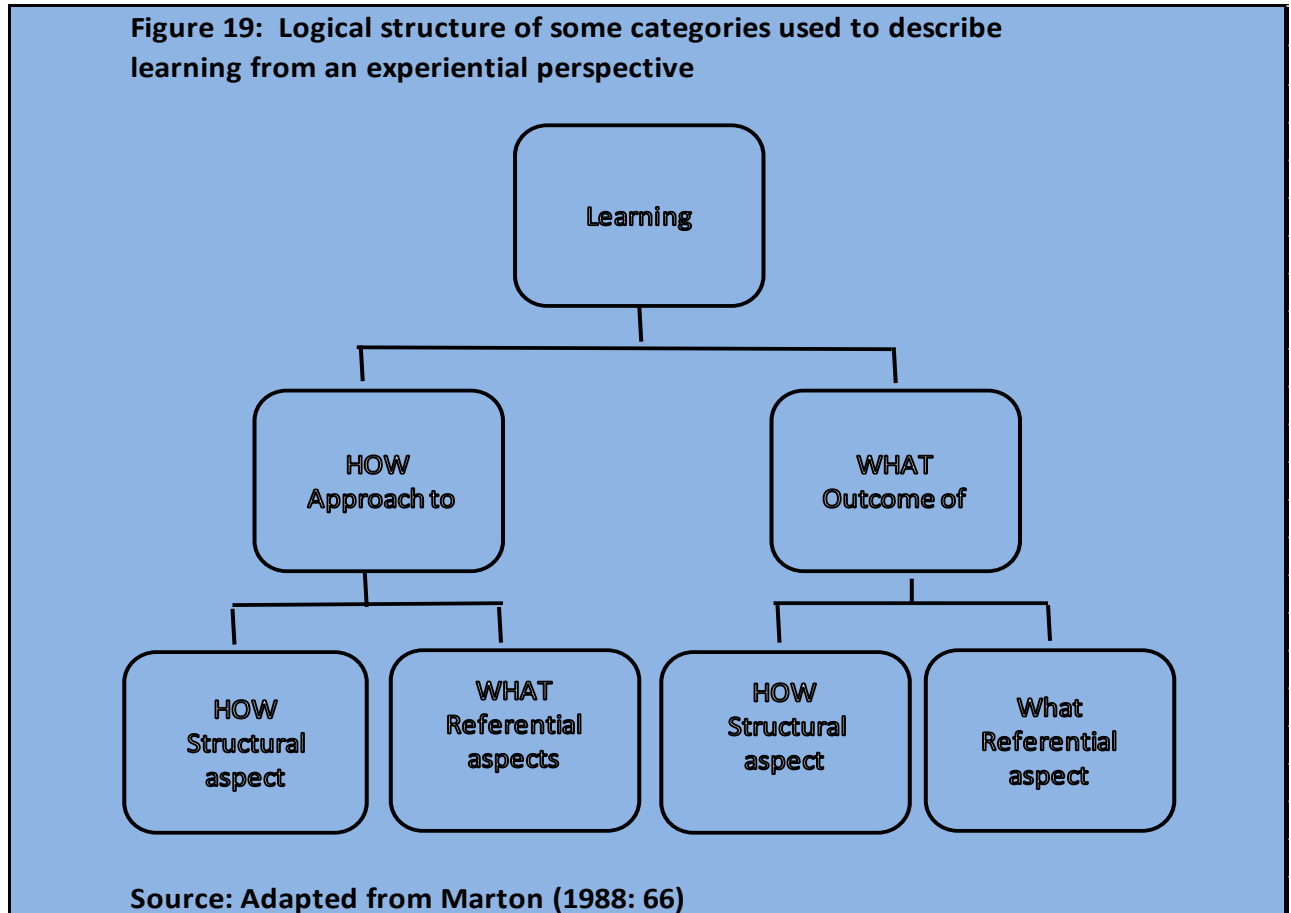 Figure 19: Logical structure of some categories used to describe
learning from an experiential perspective
Learning
HOW
Approach to
WHAT
Outcome of
HOW
Structural
aspect
WHAT
Referential
aspects
HOW
Structural
aspect
What
Referential
aspect
Source: Adapted from Marton (1988: 66)